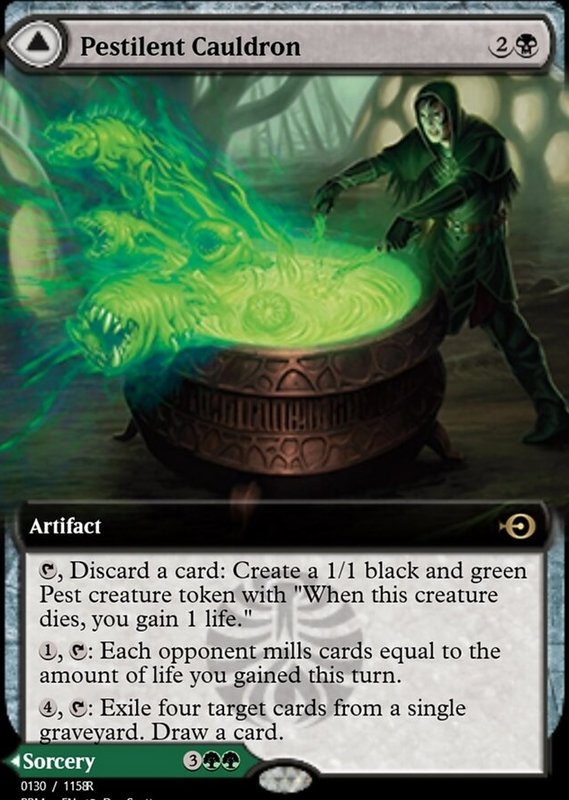 Pestilent Cauldron 2
Artifact
, Discard a card: Create a 1/1 black and green
Pest creature token with "When this creature
dies, you gain 1 life."
1, : Each opponent mills cards equal to the
amount of life you gained this turn.
4, : Exile four target cards from a single
graveyard. Draw a card.
Sorcery 3
0130 / 1158R